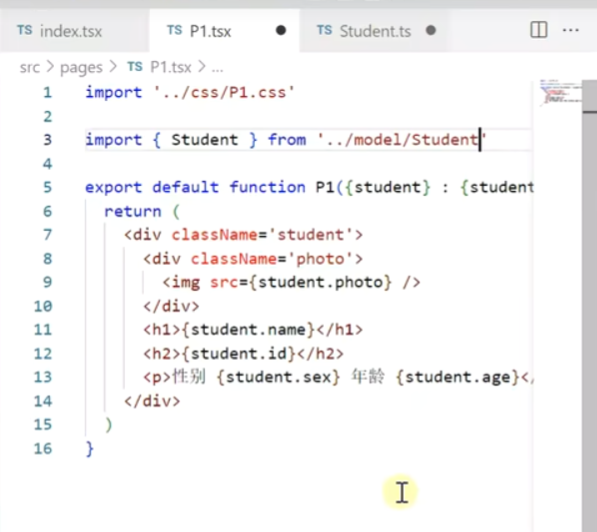 TS index.tsx TS P1.tsx ● TS Student.ts ● ...
src > pages > TS P1.tsx > ...
1 import '../css/P1.css'
2
3 import { Student } from '../model/Student'
4
5 export default function P1({student} : {student
6 return (
7 <div className='student'>
8 <div className='photo'>
9 <img src={student.photo} />
10 </div>
11 <h1>{student.name}</h1>
12 <h2>{student.id}</h2>
13 <p>性别 {student.sex} 年龄 {student.age}</
14 </div>
15 )
16 }